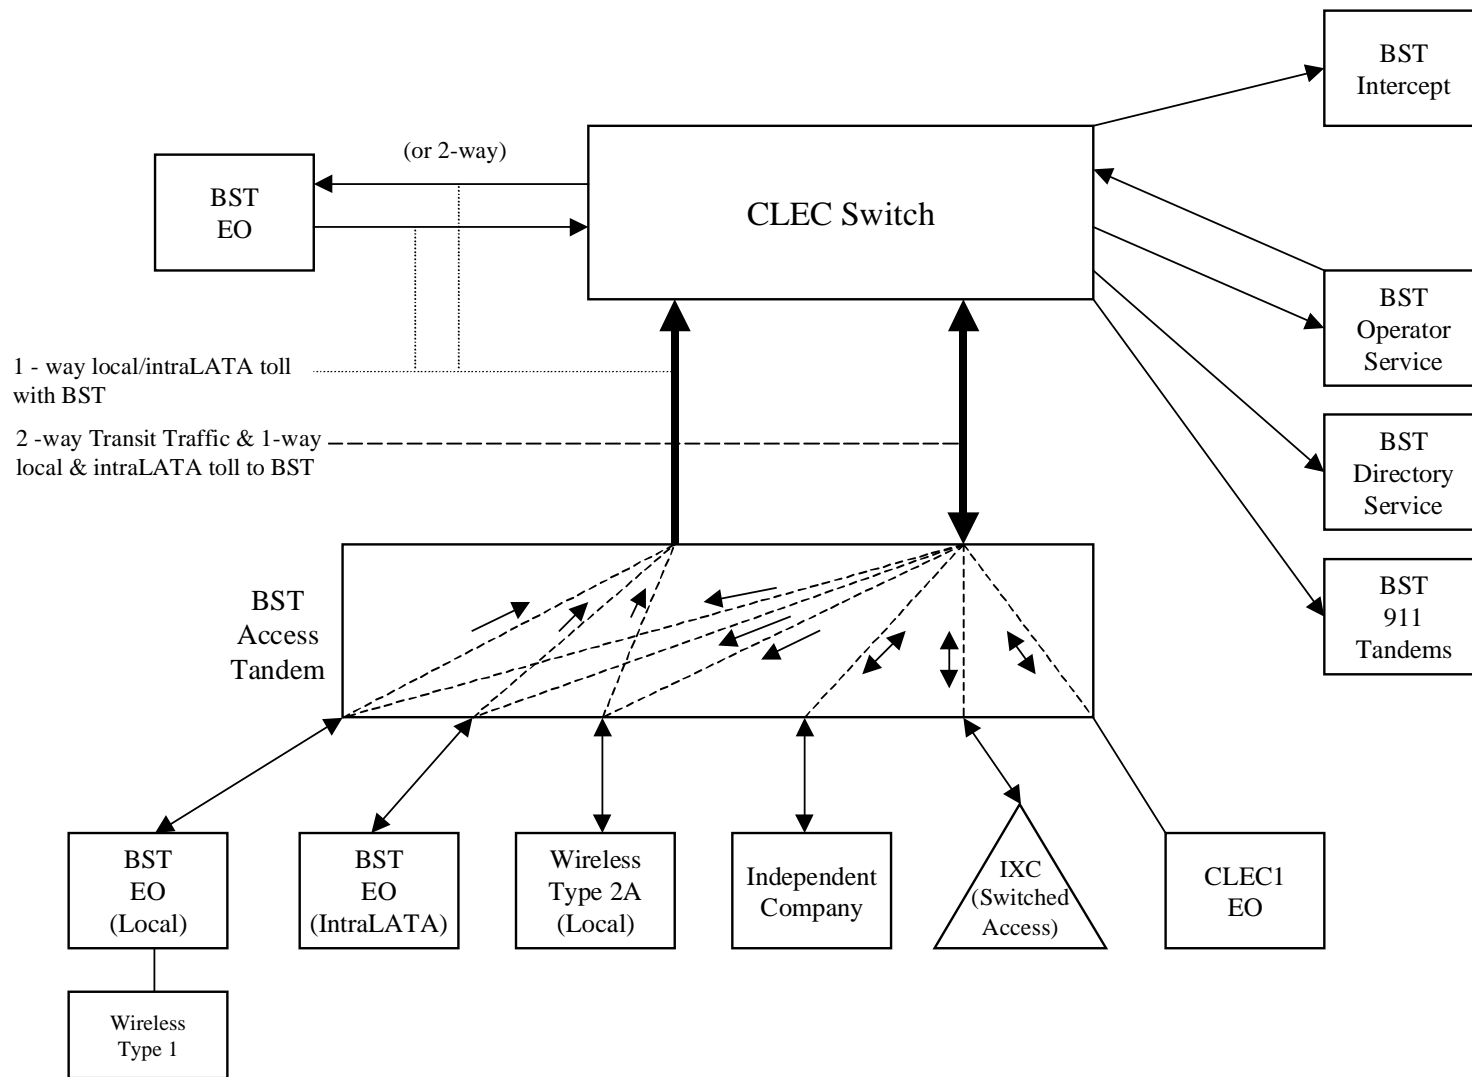 BST
Intercept
(or 2-way)
BST
EO
CLEC Switch
BST
Operator
Service
1 - way local/intraLATA toll
with BST
2 -way Transit Traffic & 1-way
local & intraLATA toll to BST
BST
Directory
Service
BST
Access
Tandem
BST
911
Tandems
BST
EO
(Local)
BST
EO
(IntraLATA)
Wireless
Type 2A
(Local)
Independent
Company
IXC
(Switched
Access)
CLEC1
EO
Wireless
Type 1